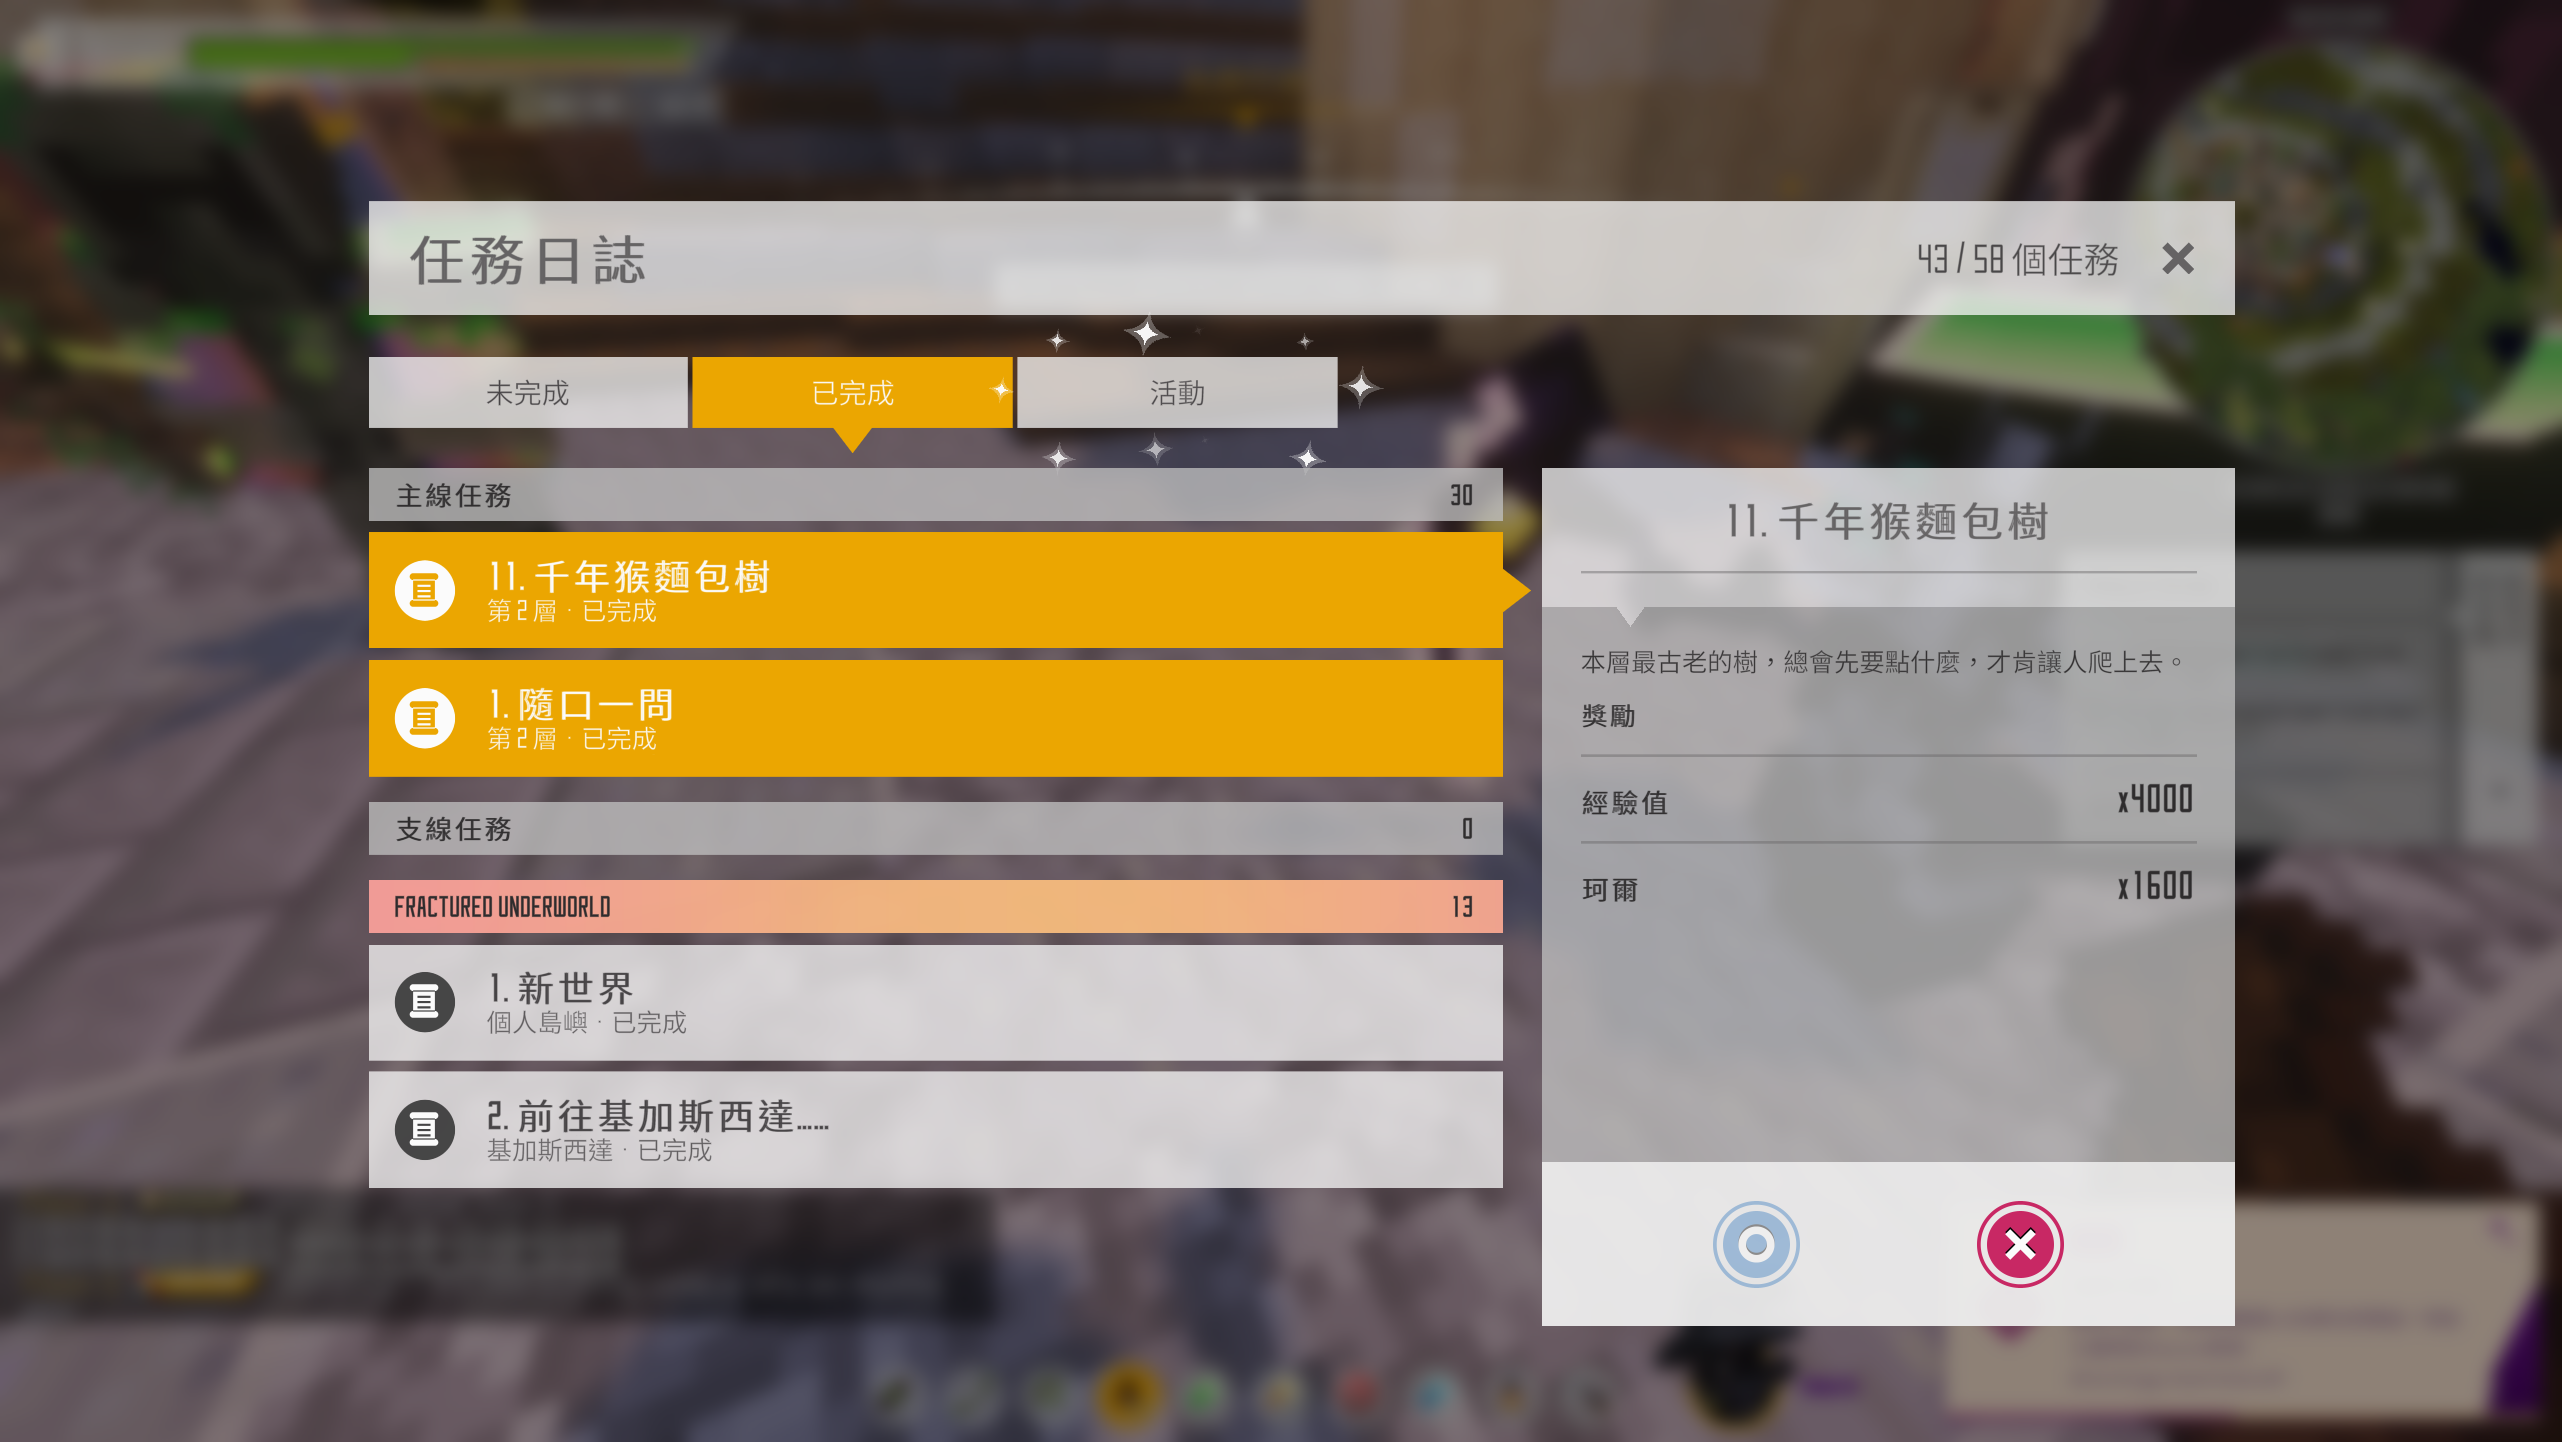 任務日誌
43 / 58 個任務
未完成
已完成
活動
主線任務
30
11. 千年猴麵包樹
第 2 層 · 已完成
1. 隨口一問
第 2 層 · 已完成
支線任務
0
FRACTURED UNDERWORLD
13
1. 新世界
個人島嶼 · 已完成
2. 前往基加斯西達......
基加斯西達 · 已完成
11. 千年猴麵包樹
本層最古老的樹，總會先要點什麼，才肯讓人爬上去。
獎勵
經驗值
x4000
珂爾
x1600